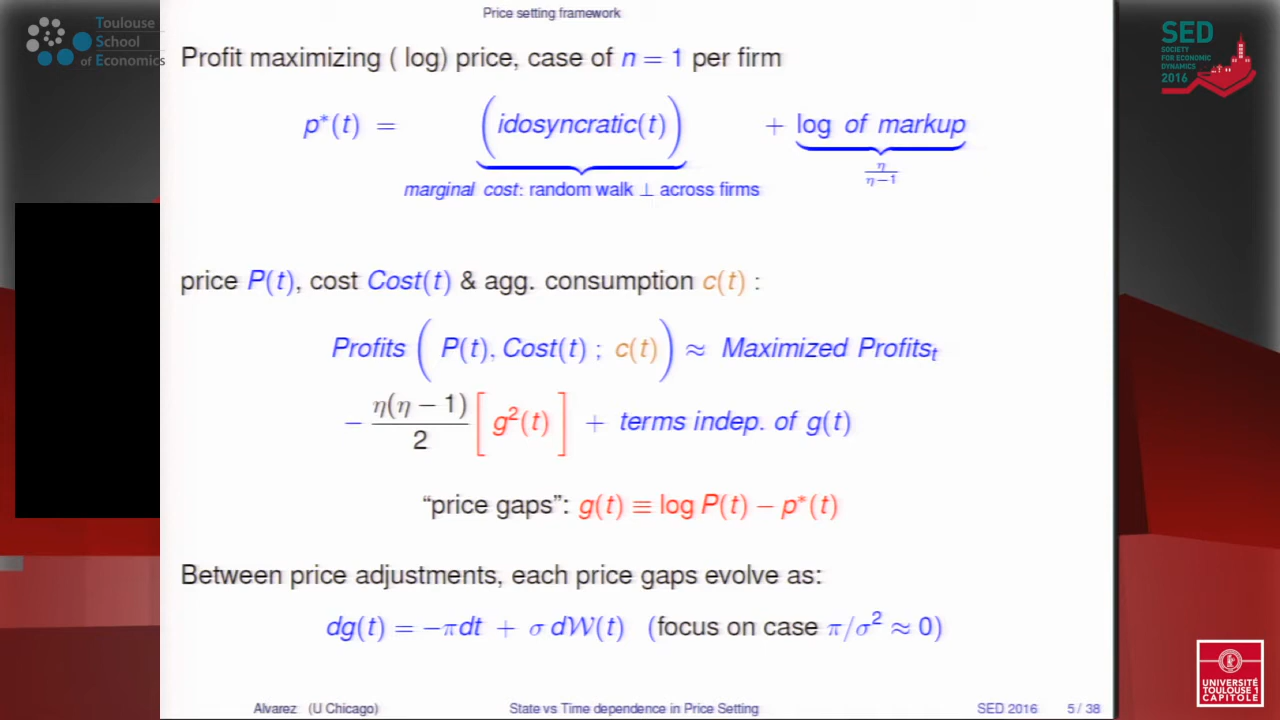 Price setting framework
Toulouse
School
of Economics
SED
SOCIETY
FOR ECONOMIC
DYNAMICS
2016
Profit maximizing ( log) price, case of n = 1 per firm
p*(t) = (idosyncratic(t)) + log of markup
marginal cost: random walk ⊥ across firms
η/(η−1)
price P(t), cost Cost(t) & agg. consumption c(t) :
Profits ( P(t), Cost(t) ; c(t) ) ≈ Maximized Profits_t
− η(η − 1)/2 [ g²(t) ] + terms indep. of g(t)
“price gaps”: g(t) ≡ log P(t) − p*(t)
Between price adjustments, each price gaps evolve as:
dg(t) = −πdt + σ dW(t) (focus on case π/σ² ≈ 0)
Alvarez (U Chicago) State vs Time dependence in Price Setting SED 2016 5 / 38
UNIVERSITÉ
TOULOUSE 1
CAPITOLE